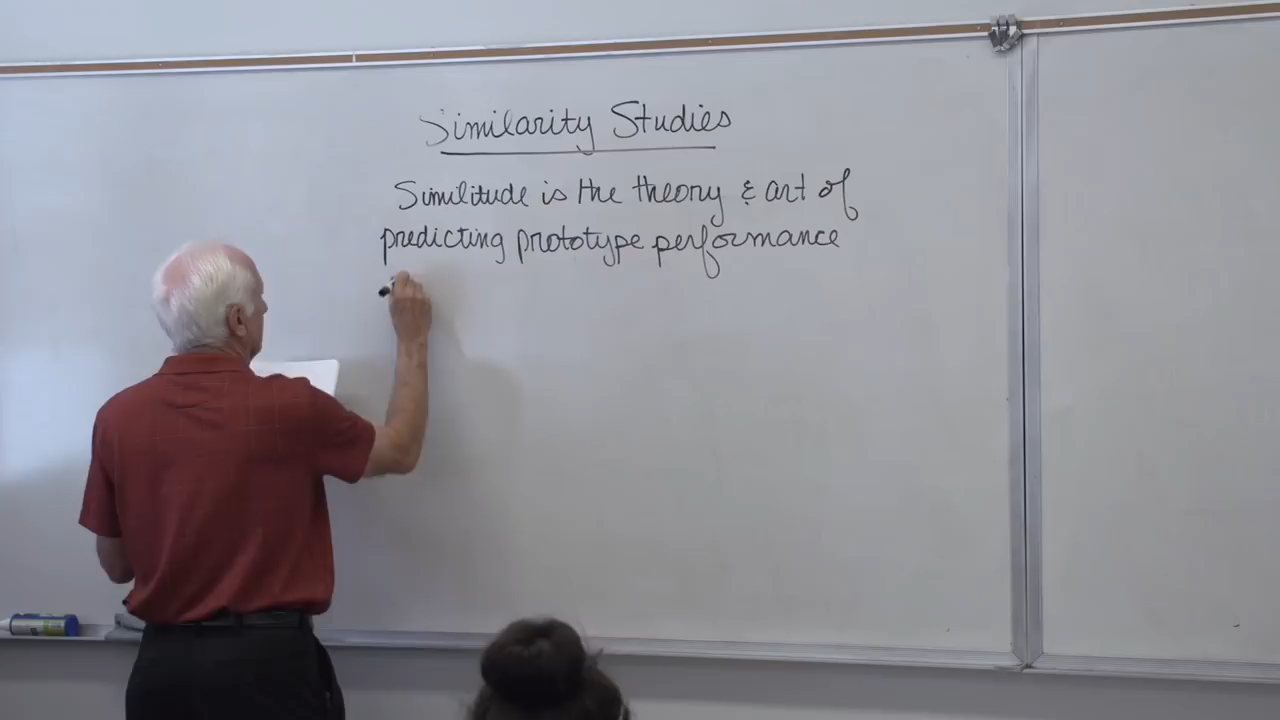 Similarity Studies
Similitude is the theory & art of
predicting prototype performance